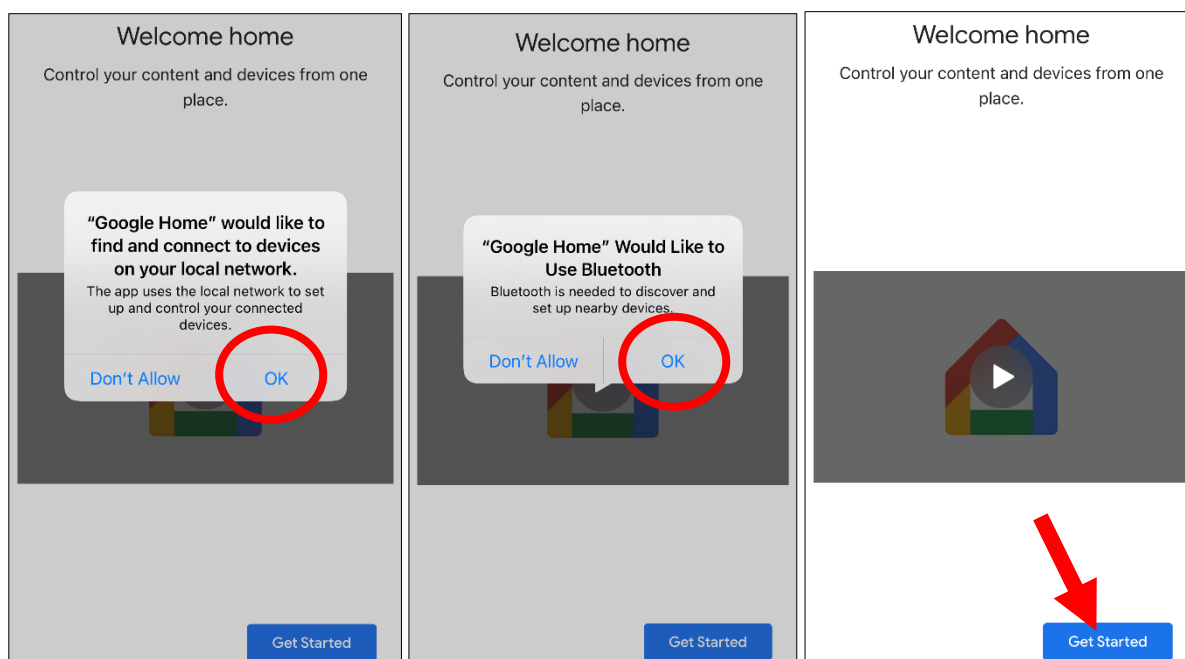 Welcome home
Control your content and devices from one
place.
“Google Home” would like to
find and connect to devices
on your local network.
The app uses the local network to set
up and control your connected
devices.
Don’t Allow
OK
Get Started
Welcome home
Control your content and devices from one
place.
“Google Home” Would Like to
Use Bluetooth
Bluetooth is needed to discover and
set up nearby devices.
Don’t Allow
OK
Get Started
Welcome home
Control your content and devices from one
place.
Get Started